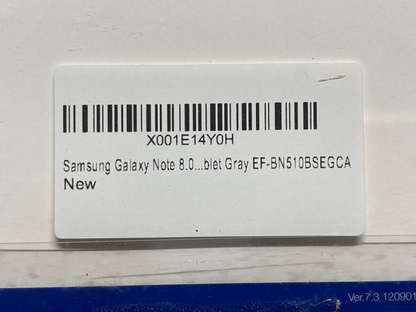 X001E14Y0H
Samsung Galaxy Note 8.0...blet Gray EF-BN510BSEGCA
New
Ver.7.3 120901